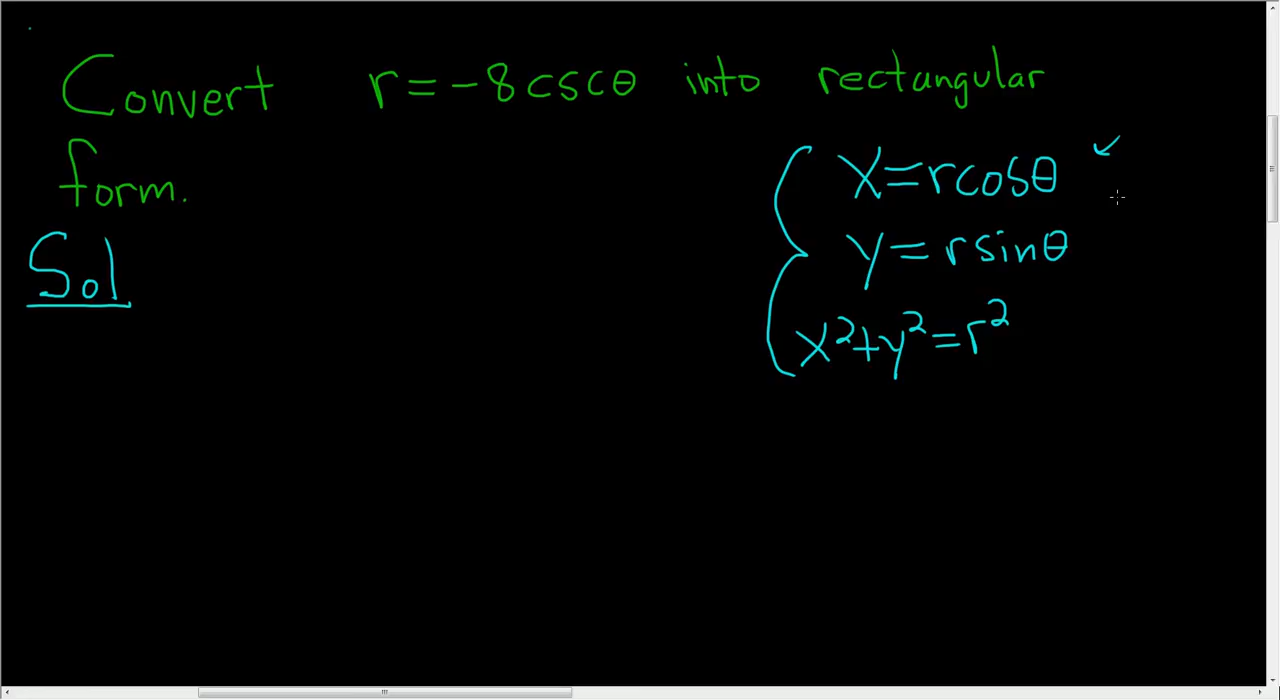 Convert r = -8cscθ into rectangular
form.
Sol
x = rcosθ
y = rsinθ
x²+y² = r²